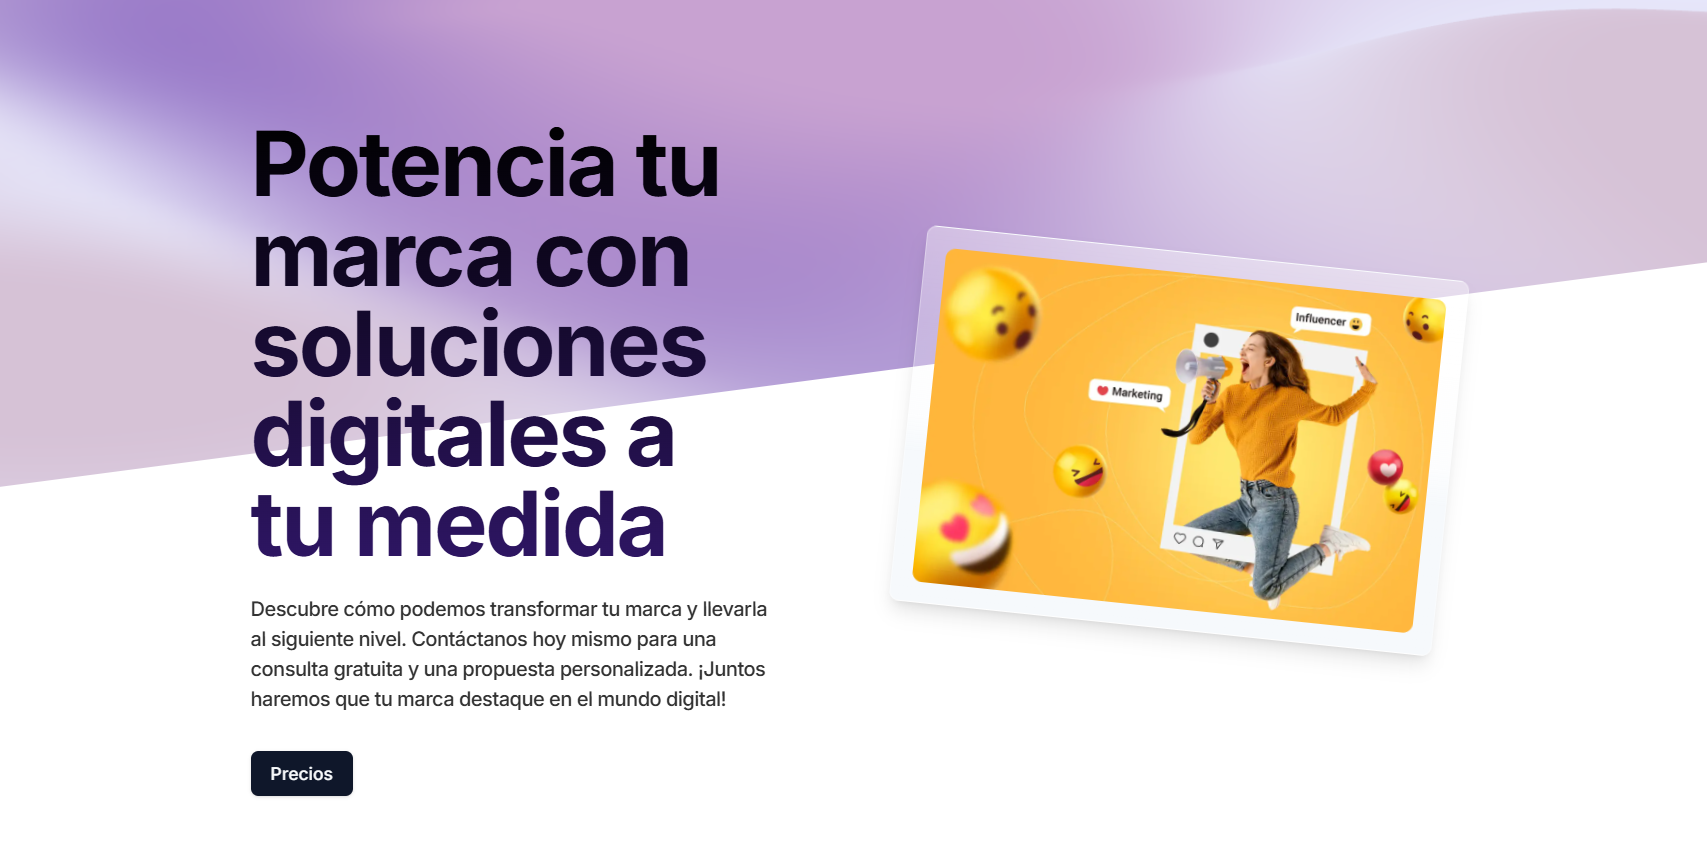 Potencia tu
marca con
soluciones
digitales a
tu medida
Descubre cómo podemos transformar tu marca y llevarla
al siguiente nivel. Contáctanos hoy mismo para una
consulta gratuita y una propuesta personalizada. ¡Juntos
haremos que tu marca destaque en el mundo digital!
Precios
Influencer
Marketing